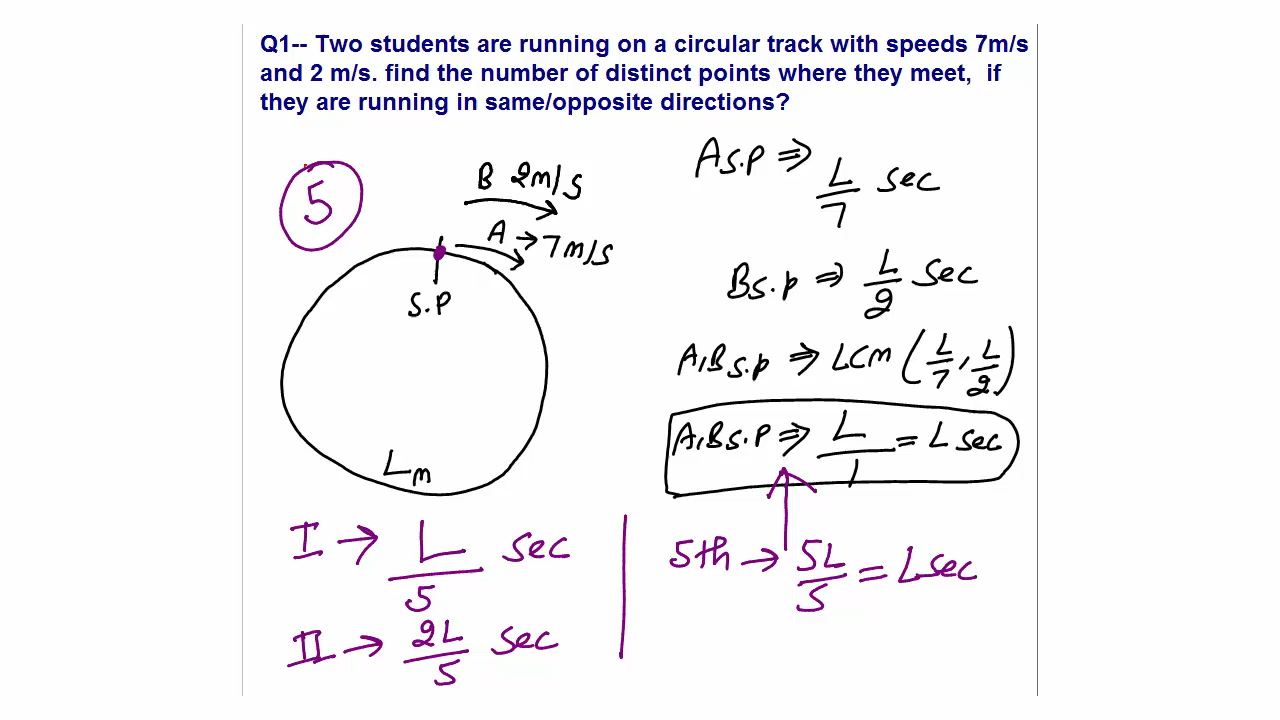 Q1-- Two students are running on a circular track with speeds 7m/s
and 2 m/s. find the number of distinct points where they meet, if
they are running in same/opposite directions?
5
B 2m/s
A → 7m/s
S.P
Lm
A S.P ⇒ L/7 sec
B S.P ⇒ L/2 sec
A,B S.P ⇒ LCM (L/7, L/2)
A,B S.P ⇒ L/1 = L sec
I → L/5 sec
II → 2L/5 sec
5th → 5L/5 = L sec